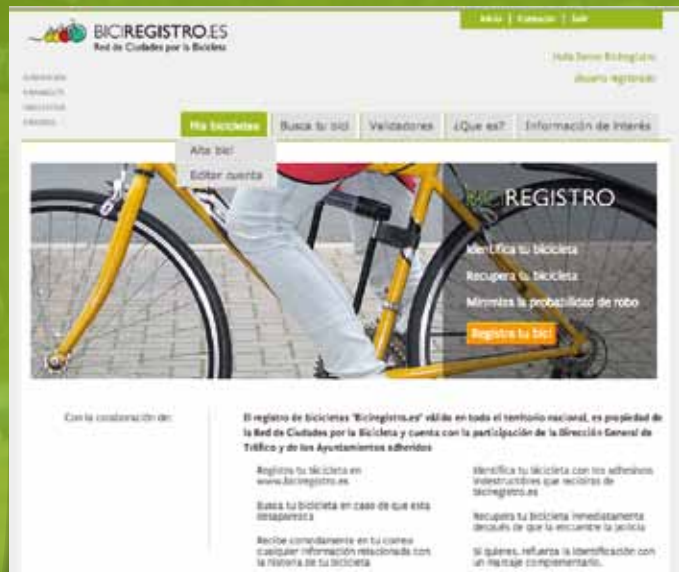 BICIREGISTRO.ES
Red de Ciudades por la Bicicleta
Inicio | Contacto | Salir
Hola Demo Biciregistro
Usuario registrado
Mis bicicletas
Busca tu bici
Validadores
¿Que es?
Información de Interés
Alta bici
Editar cuenta
BICIREGISTRO
Identifica tu bicicleta
Recupera tu bicicleta
Minimiza la probabilidad de robo
Registra tu bici
Con la colaboración de:
El registro de bicicletas "Biciregistro.es" válido en todo el territorio nacional, es propiedad de
la Red de Ciudades por la Bicicleta y cuenta con la participación de la Dirección General de
Tráfico y de los Ayuntamientos adheridos
Registra tu bicicleta en
www.biciregistro.es
Busca tu bicicleta en caso de que esta
desaparezca
Recibe comodamente en tu correo
cualquier información relacionada con
la historia de tu bicicleta
Identifica tu bicicleta con los adhesivos
indestructibles que recibirás de
biciregistro.es
Recupera tu bicicleta inmediatamente
después de que la encuentre la policia
Si quieres, refuerza la identificación con
un marcaje complementario.